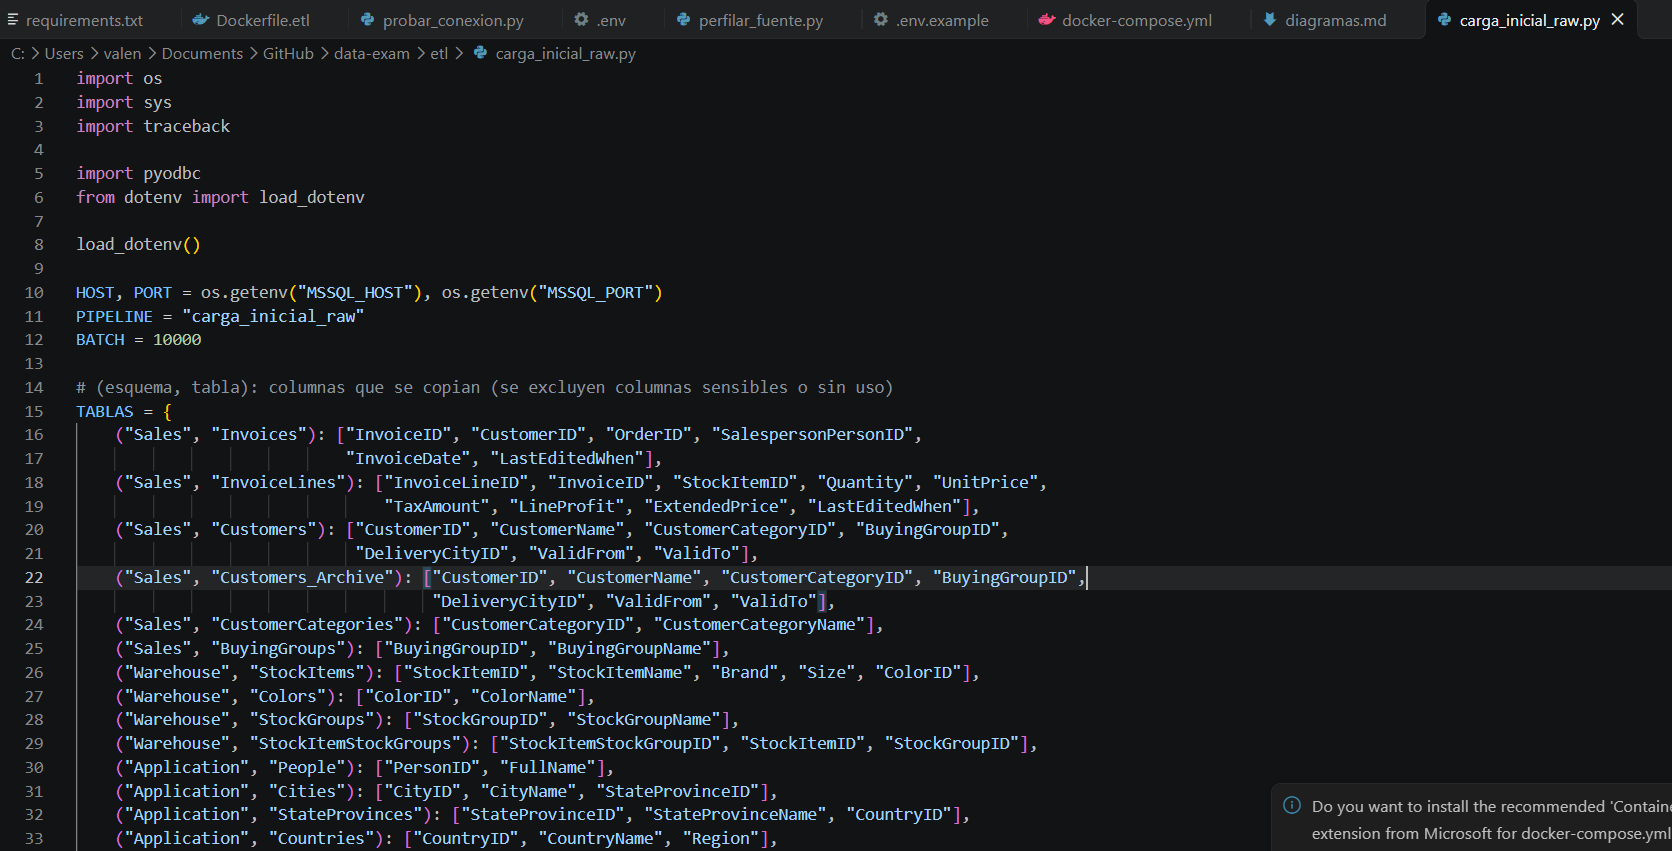 requirements.txt Dockerfile.etl probar_conexion.py .env perfilar_fuente.py .env.example docker-compose.yml diagramas.md carga_inicial_raw.py
C: > Users > valen > Documents > GitHub > data-exam > etl > carga_inicial_raw.py
1 import os
2 import sys
3 import traceback
4
5 import pyodbc
6 from dotenv import load_dotenv
7
8 load_dotenv()
9
10 HOST, PORT = os.getenv("MSSQL_HOST"), os.getenv("MSSQL_PORT")
11 PIPELINE = "carga_inicial_raw"
12 BATCH = 10000
13
14 # (esquema, tabla): columnas que se copian (se excluyen columnas sensibles o sin uso)
15 TABLAS = {
16 ("Sales", "Invoices"): ["InvoiceID", "CustomerID", "OrderID", "SalespersonPersonID",
17 "InvoiceDate", "LastEditedWhen"],
18 ("Sales", "InvoiceLines"): ["InvoiceLineID", "InvoiceID", "StockItemID", "Quantity", "UnitPrice",
19 "TaxAmount", "LineProfit", "ExtendedPrice", "LastEditedWhen"],
20 ("Sales", "Customers"): ["CustomerID", "CustomerName", "CustomerCategoryID", "BuyingGroupID",
21 "DeliveryCityID", "ValidFrom", "ValidTo"],
22 ("Sales", "Customers_Archive"): ["CustomerID", "CustomerName", "CustomerCategoryID", "BuyingGroupID",
23 "DeliveryCityID", "ValidFrom", "ValidTo"],
24 ("Sales", "CustomerCategories"): ["CustomerCategoryID", "CustomerCategoryName"],
25 ("Sales", "BuyingGroups"): ["BuyingGroupID", "BuyingGroupName"],
26 ("Warehouse", "StockItems"): ["StockItemID", "StockItemName", "Brand", "Size", "ColorID"],
27 ("Warehouse", "Colors"): ["ColorID", "ColorName"],
28 ("Warehouse", "StockGroups"): ["StockGroupID", "StockGroupName"],
29 ("Warehouse", "StockItemStockGroups"): ["StockItemStockGroupID", "StockItemID", "StockGroupID"],
30 ("Application", "People"): ["PersonID", "FullName"],
31 ("Application", "Cities"): ["CityID", "CityName", "StateProvinceID"],
32 ("Application", "StateProvinces"): ["StateProvinceID", "StateProvinceName", "CountryID"],
33 ("Application", "Countries"): ["CountryID", "CountryName", "Region"],
Do you want to install the recommended 'Containe
extension from Microsoft for docker-compose.yml